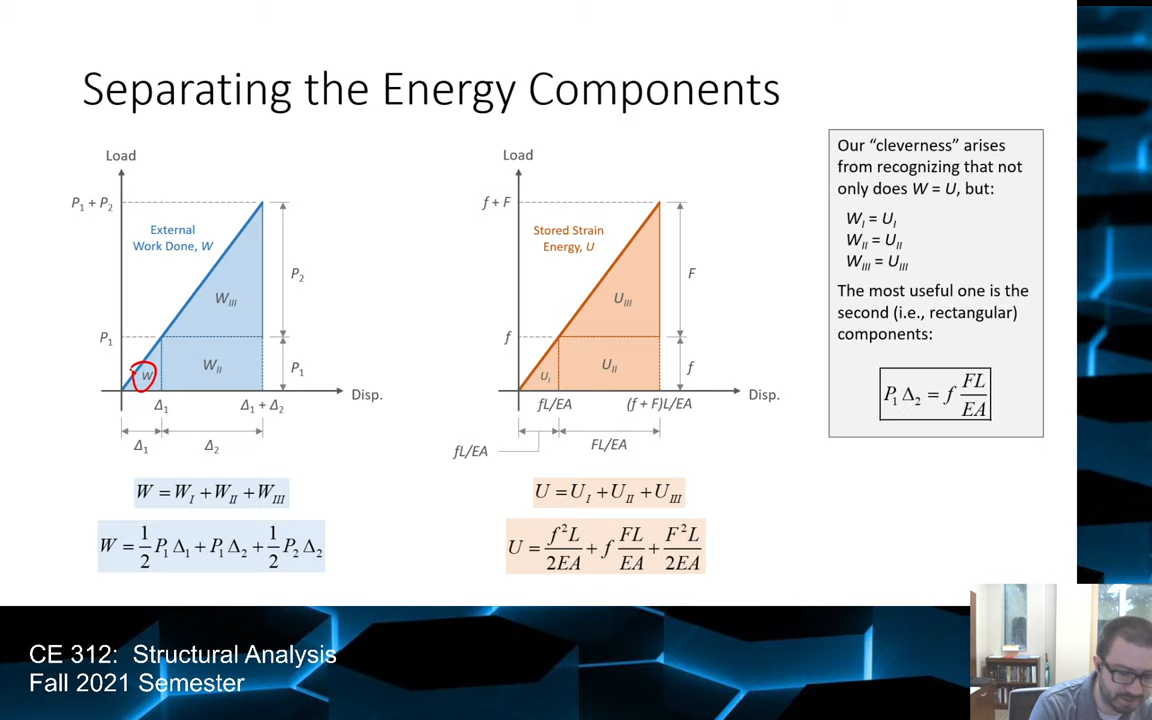 Separating the Energy Components
Load
P₁ + P₂
External
Work Done, W
P₂
W_III
P₁
W
W_II
P₁
Disp.
Δ₁
Δ₁ + Δ₂
Δ₁
Δ₂
W = W_I + W_II + W_III
W = 1/2 P₁ Δ₁ + P₁ Δ₂ + 1/2 P₂ Δ₂
Load
f + F
Stored Strain
Energy, U
F
U_III
f
U_I
U_II
f
Disp.
fL/EA
(f + F)L/EA
fL/EA
FL/EA
U = U_I + U_II + U_III
U = f²L/2EA + f FL/EA + F²L/2EA
Our “cleverness” arises
from recognizing that not
only does W = U, but:
W_I = U_I
W_II = U_II
W_III = U_III
The most useful one is the
second (i.e., rectangular)
components:
P₁ Δ₂ = f FL/EA
CE 312: Structural Analysis
Fall 2021 Semester